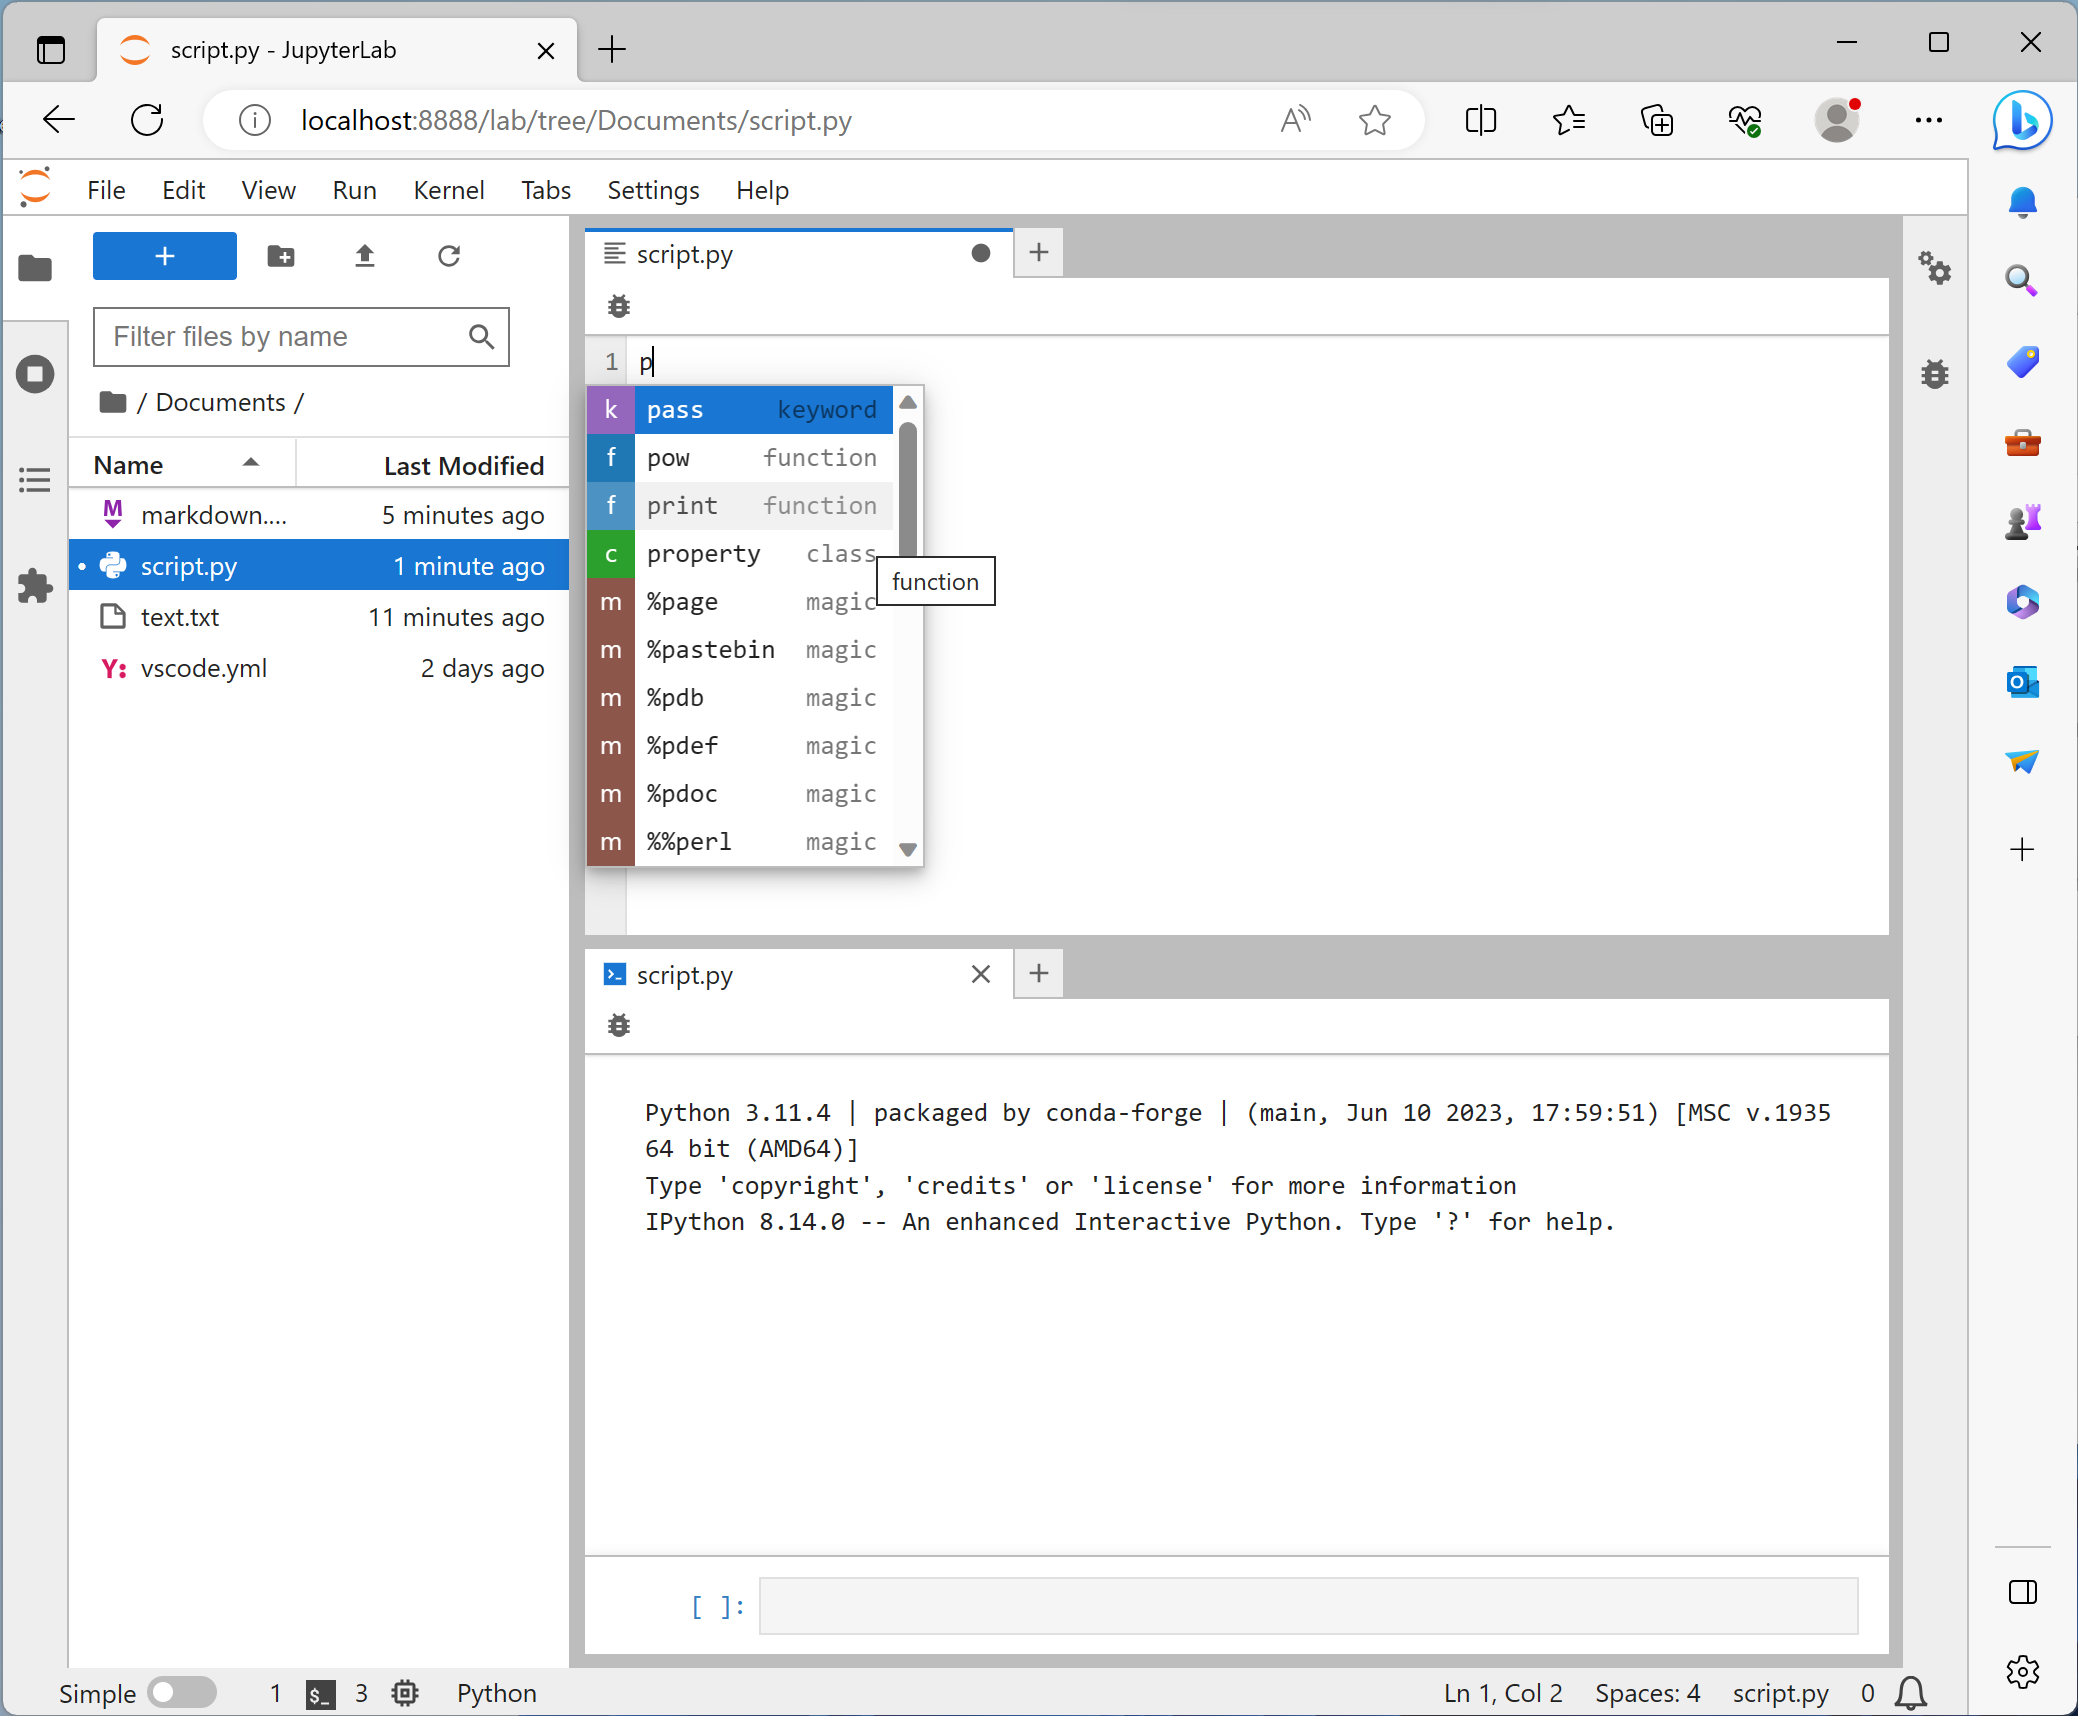 script.py - JupyterLab
localhost:8888/lab/tree/Documents/script.py
File Edit View Run Kernel Tabs Settings Help
Filter files by name
/ Documents /
Name Last Modified
markdown.... 5 minutes ago
script.py 1 minute ago
text.txt 11 minutes ago
vscode.yml 2 days ago
script.py
1 p
k pass keyword
f pow function
f print function
c property class
function
m %page magic
m %pastebin magic
m %pdb magic
m %pdef magic
m %pdoc magic
m %%perl magic
script.py
Python 3.11.4 | packaged by conda-forge | (main, Jun 10 2023, 17:59:51) [MSC v.1935
64 bit (AMD64)]
Type 'copyright', 'credits' or 'license' for more information
IPython 8.14.0 -- An enhanced Interactive Python. Type '?' for help.
[ ]:
Simple 1 $_ 3 Python Ln 1, Col 2 Spaces: 4 script.py 0